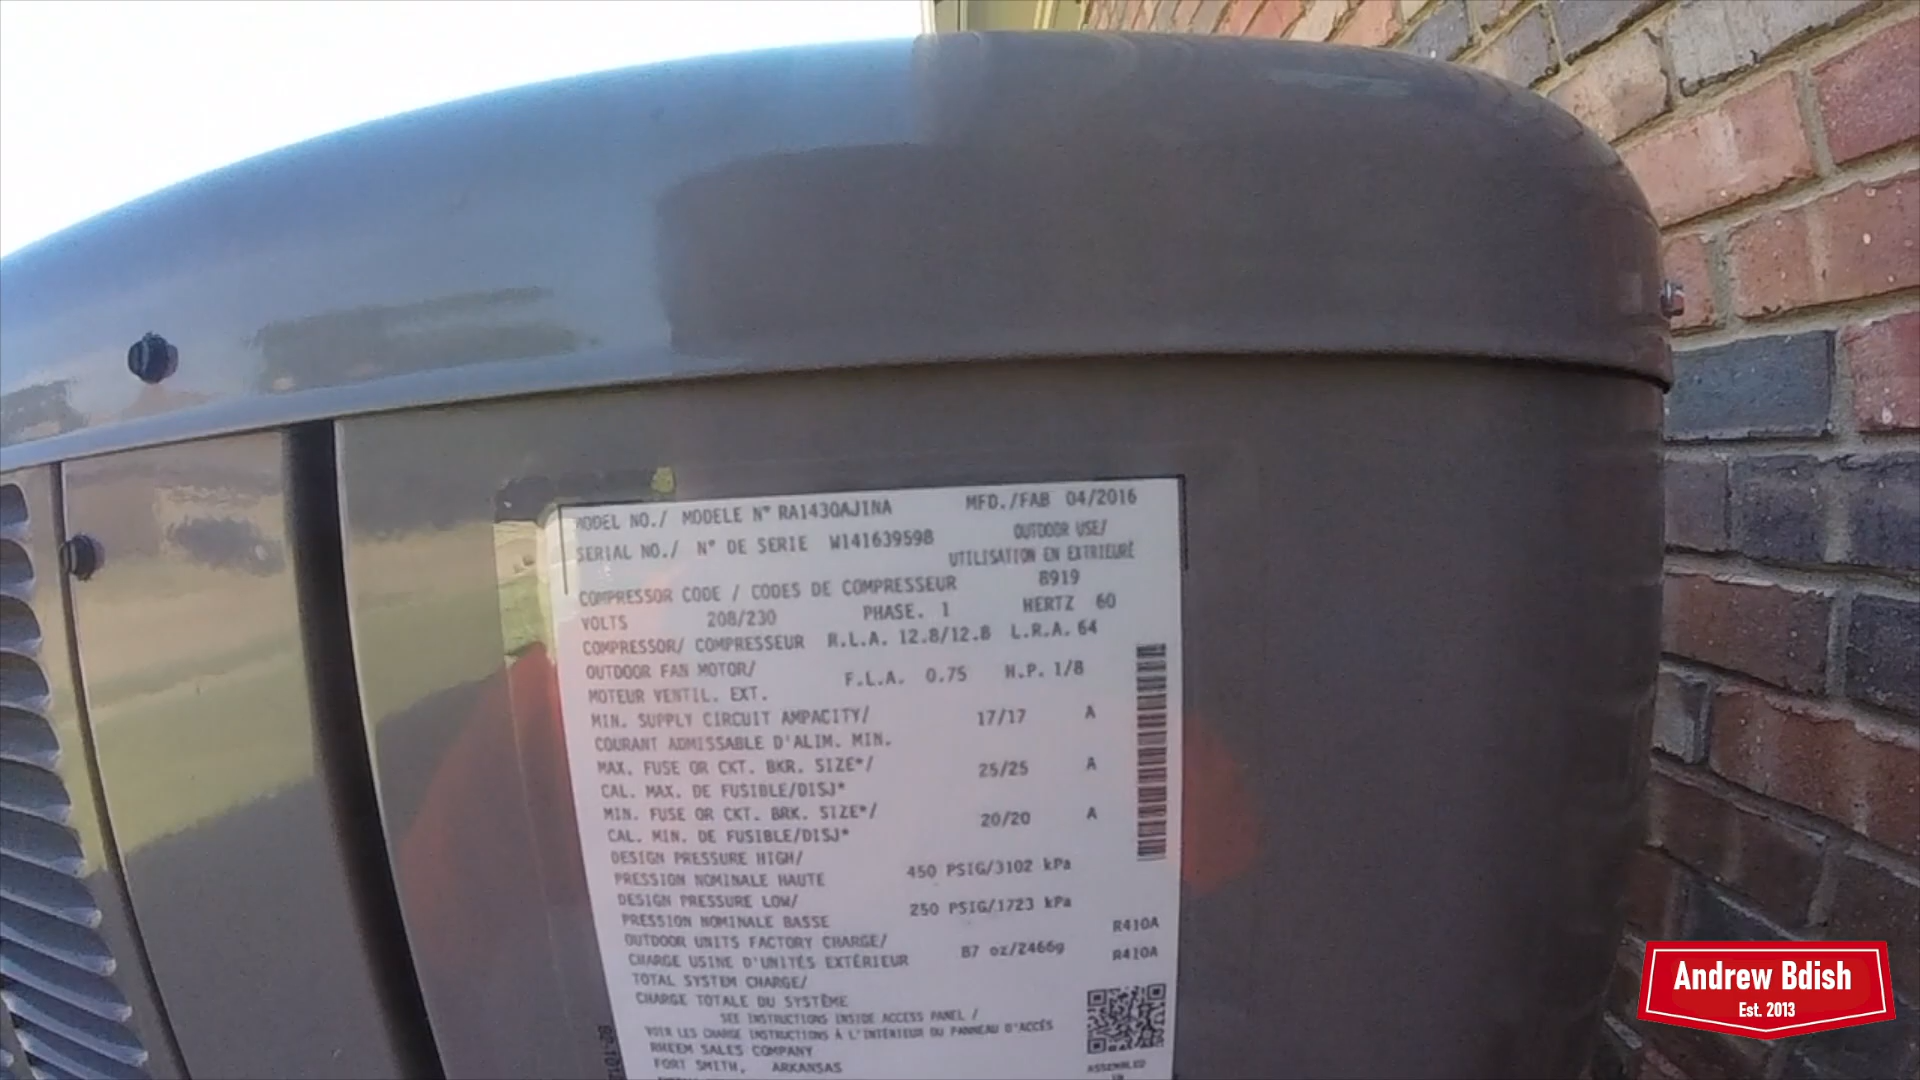 MODEL NO./ MODELE N° RA1430AJ1NA MFD./FAB 04/2016
SERIAL NO./ N° DE SERIE W141639598 OUTDOOR USE/
UTILISATION EN EXTRIEURE
COMPRESSOR CODE / CODES DE COMPRESSEUR 8919
VOLTS 208/230 PHASE. 1 HERTZ 60
COMPRESSOR/ COMPRESSEUR R.L.A. 12.8/12.8 L.R.A. 64
OUTDOOR FAN MOTOR/
MOTEUR VENTIL. EXT. F.L.A. 0.75 H.P. 1/8
MIN. SUPPLY CIRCUIT AMPACITY/ 17/17 A
COURANT ADMISSABLE D'ALIM. MIN.
MAX. FUSE OR CKT. BKR. SIZE*/ 25/25 A
CAL. MAX. DE FUSIBLE/DISJ*
MIN. FUSE OR CKT. BRK. SIZE*/ 20/20 A
CAL. MIN. DE FUSIBLE/DISJ*
DESIGN PRESSURE HIGH/
PRESSION NOMINALE HAUTE 450 PSIG/3102 kPa
DESIGN PRESSURE LOW/
PRESSION NOMINALE BASSE 250 PSIG/1723 kPa
OUTDOOR UNITS FACTORY CHARGE/ R410A
CHARGE USINE D'UNITÉS EXTÉRIEUR 87 oz/2466g R410A
TOTAL SYSTEM CHARGE/
CHARGE TOTALE DU SYSTÈME
SEE INSTRUCTIONS INSIDE ACCESS PANEL /
VOIR LES CHARGE INSTRUCTIONS À L'INTÉRIEUR DU PANNEAU D'ACCÈS
RHEEM SALES COMPANY
FORT SMITH, ARKANSAS
ASSEMBLED
IN
Andrew Bdish
Est. 2013